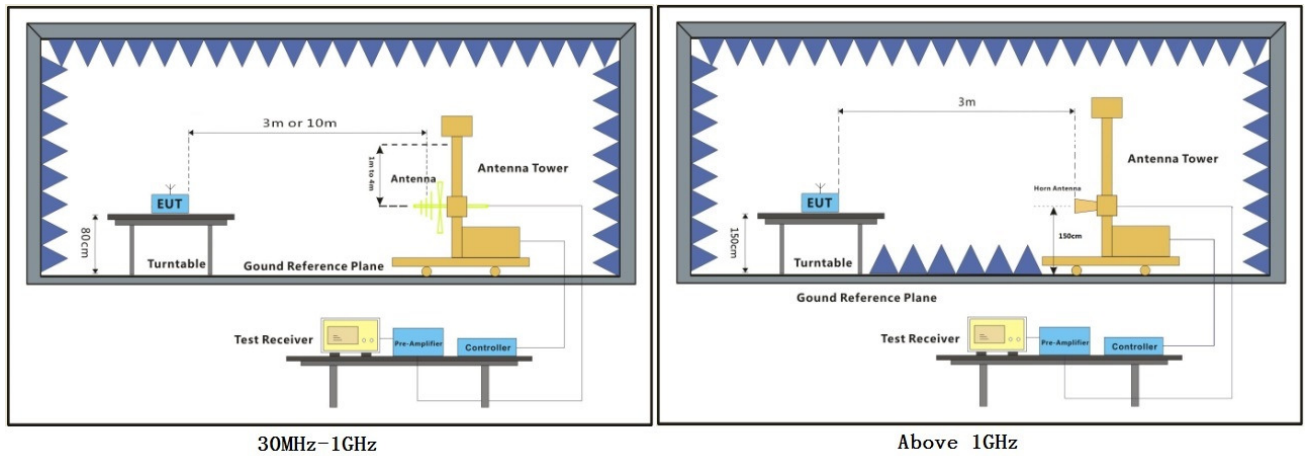 3m or 10m
1m to 4m
Antenna Tower
Antenna
EUT
80cm
Turntable
Gound Reference Plane
Test Receiver
Pre-Amplifier
Controller
30MHz-1GHz
3m
Antenna Tower
Horn Antenna
EUT
150cm
150cm
Turntable
Gound Reference Plane
Test Receiver
Pre-Amplifier
Controller
Above 1GHz